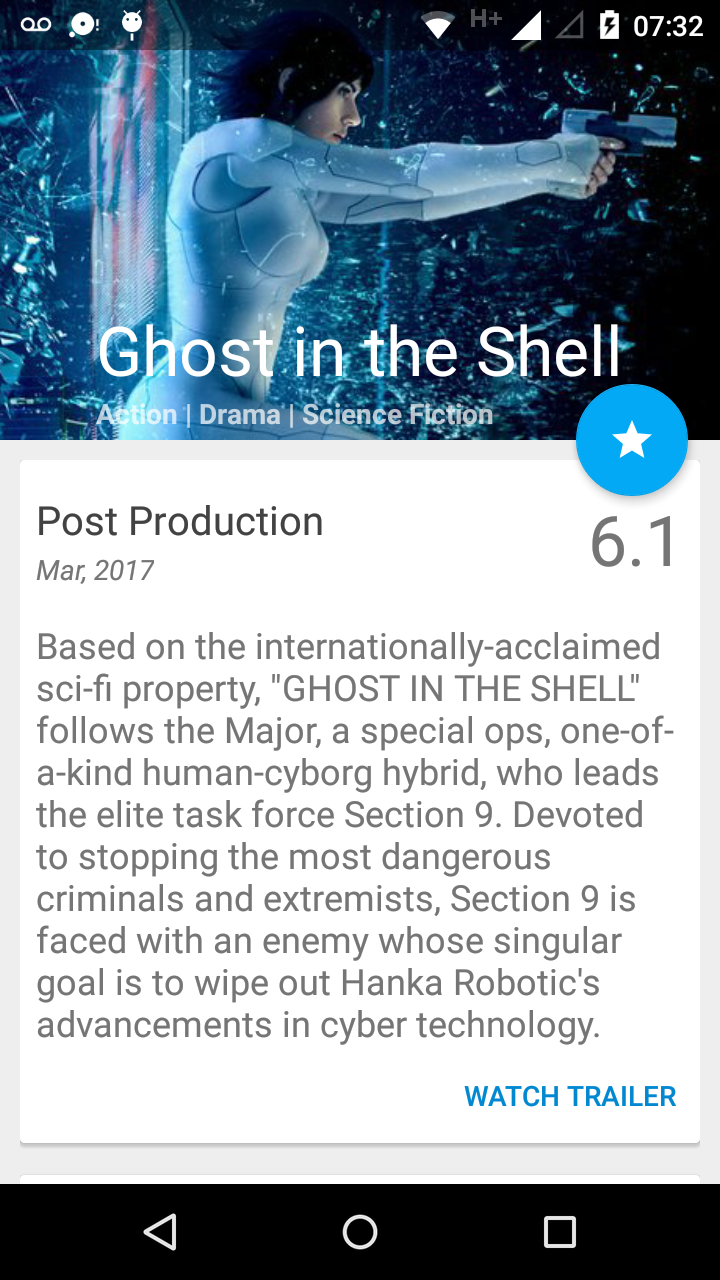 H+ 07:32
Ghost in the Shell
Action | Drama | Science Fiction
Post Production
6.1
Mar, 2017
Based on the internationally-acclaimed
sci-fi property, "GHOST IN THE SHELL"
follows the Major, a special ops, one-of-
a-kind human-cyborg hybrid, who leads
the elite task force Section 9. Devoted
to stopping the most dangerous
criminals and extremists, Section 9 is
faced with an enemy whose singular
goal is to wipe out Hanka Robotic's
advancements in cyber technology.
WATCH TRAILER